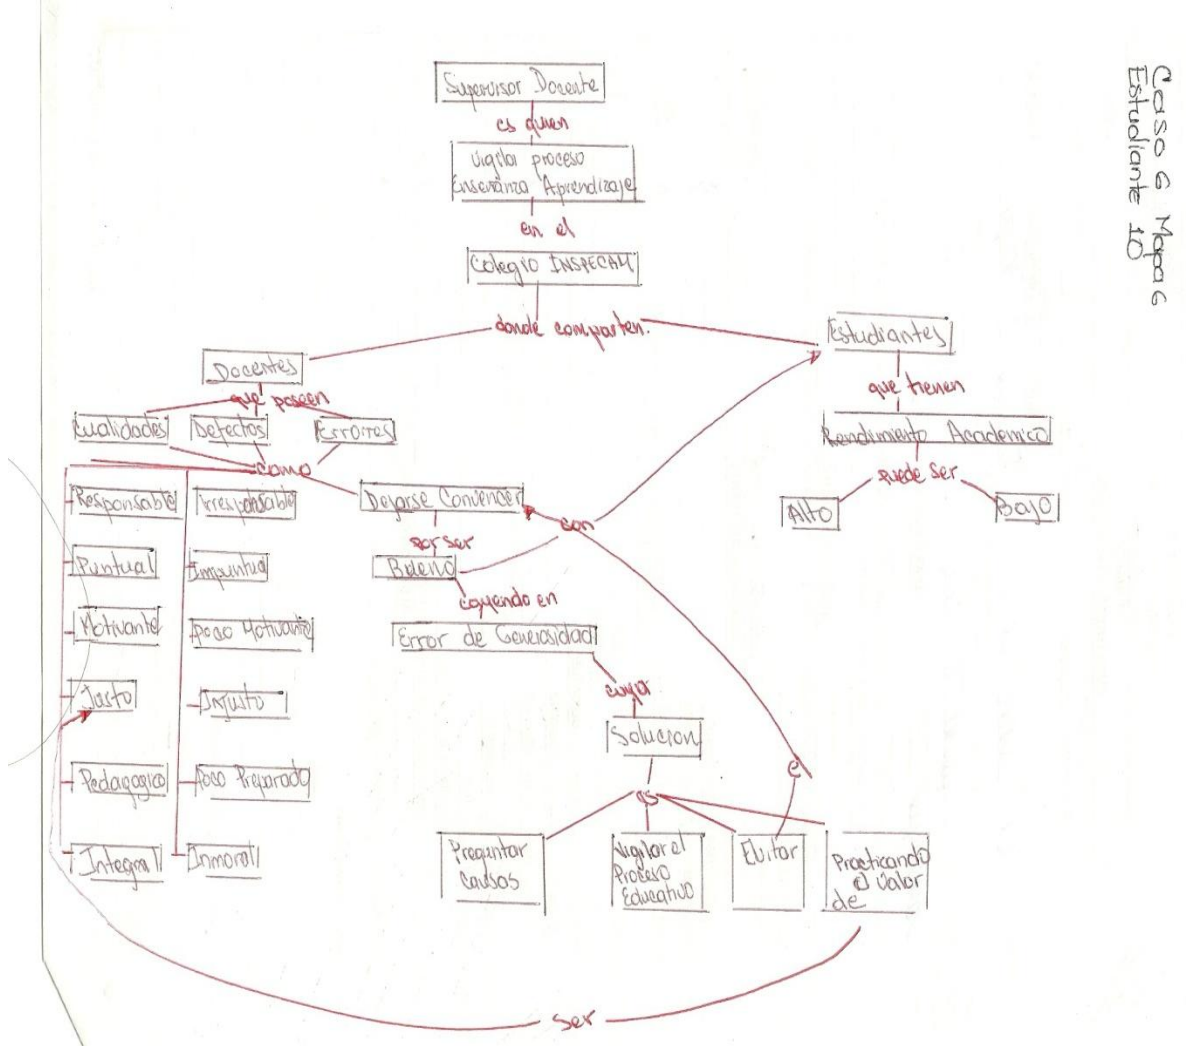 Caso 6 Mapa 6
Estudiante 10
Supervisor Docente
es quien
Vigilar proceso
Enseñanza Aprendizaje
en el
Colegio INSPECAM
donde comparten.
Docentes
Estudiantes
que poseen
que tienen
Cualidades
Defectos
Errores
Rendimiento Academico
como
puede ser
Alto
Bajo
Responsable
Irresponsable
Dejarse Convencer
con
por ser
Puntual
Impuntual
cayendo en
Motivante
Poco Motivante
Error de Generosidad
cuya
Justo
Injusto
Solucion
Pedagogico
Poco Preparado
es
e
Integral
Inmoral
Preguntar
causas
Vigilar el
Proceso
Educativo
Evitar
Practicando
el valor
de
ser